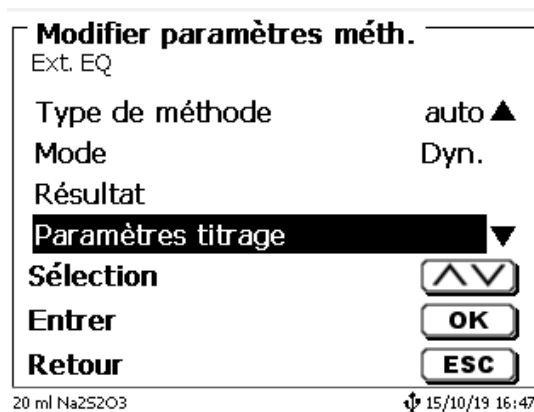 Modifier paramètres méth.
Ext. EQ
Type de méthode auto ▲
Mode Dyn.
Résultat
Paramètres titrage ▼
Sélection
Entrer OK
Retour ESC
20 ml Na2S2O3 15/10/19 16:47